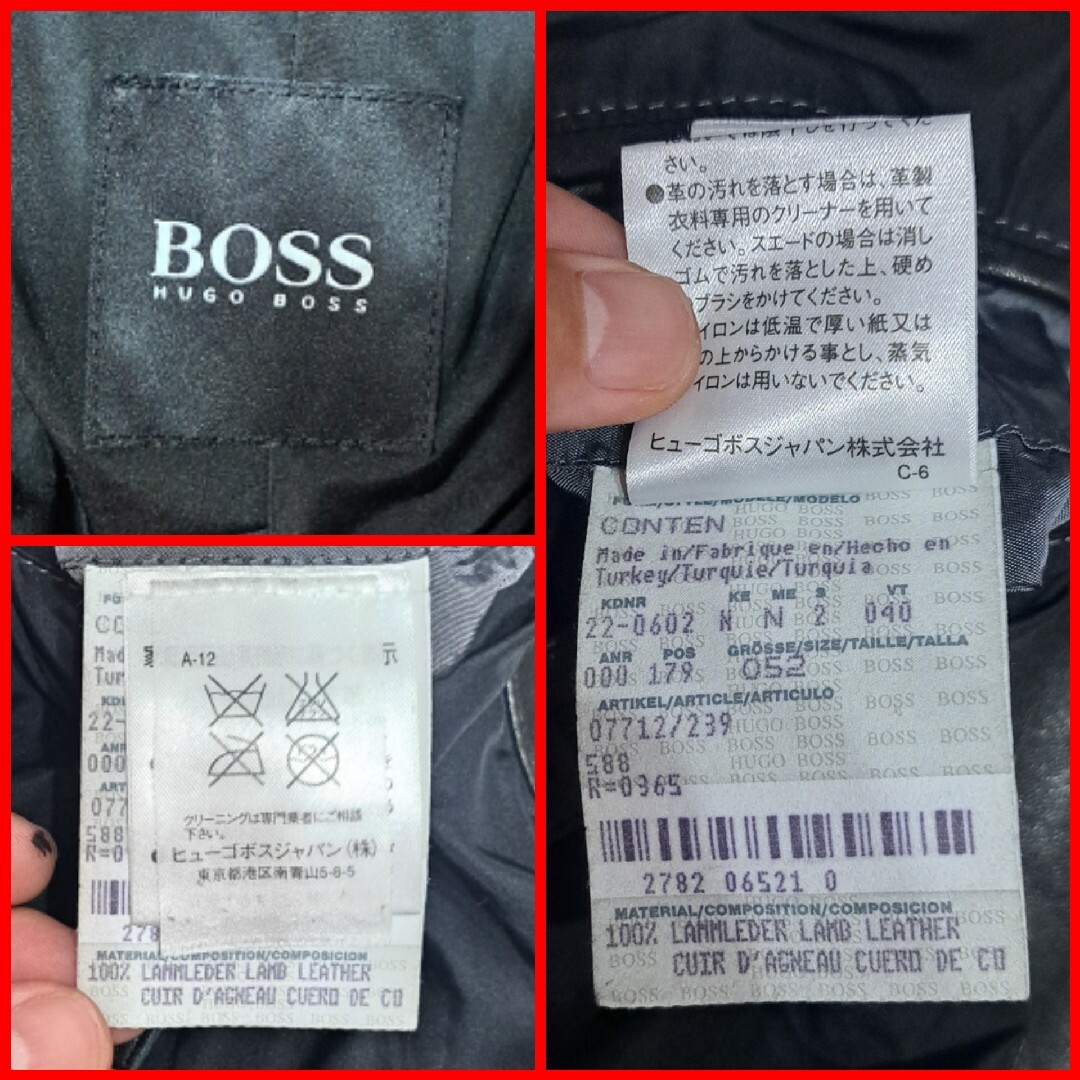 BOSS
HUGO BOSS
A-12
クリーニングは専門業者にご相談
下さい。
ヒューゴボスジャパン(株)
東京都港区南青山5-6-5
278
MATERIAL/COMPOSITION/COMPOSICION
100% LAMMLEDER LAMB LEATHER
CUIR D'AGNEAU CUERO DE CO
さい。
●革の汚れを落とす場合は、革製
衣料専用のクリーナーを用いて
ください。スエードの場合は消し
ゴムで汚れを落とした上、硬め
ブラシをかけてください。
イロンは低温で厚い紙又は
の上からかける事とし、蒸気
イロンは用いないでください。
ヒューゴボスジャパン株式会社
C-6
CONTEN
Made in/Fabrique en/Hecho en
Turkey/Turquie/Turquia
KDNR KE ME S VT
22-0602 N N 2 040
ANR POS GRÖSSE/SIZE/TAILLE/TALLA
000 179 052
ARTIKEL/ARTICLE/ARTICULO
07712/239
588
R=0365
2782 06521 0
MATERIAL/COMPOSITION/COMPOSICION
100% LAMMLEDER LAMB LEATHER
CUIR D'AGNEAU CUERO DE CO